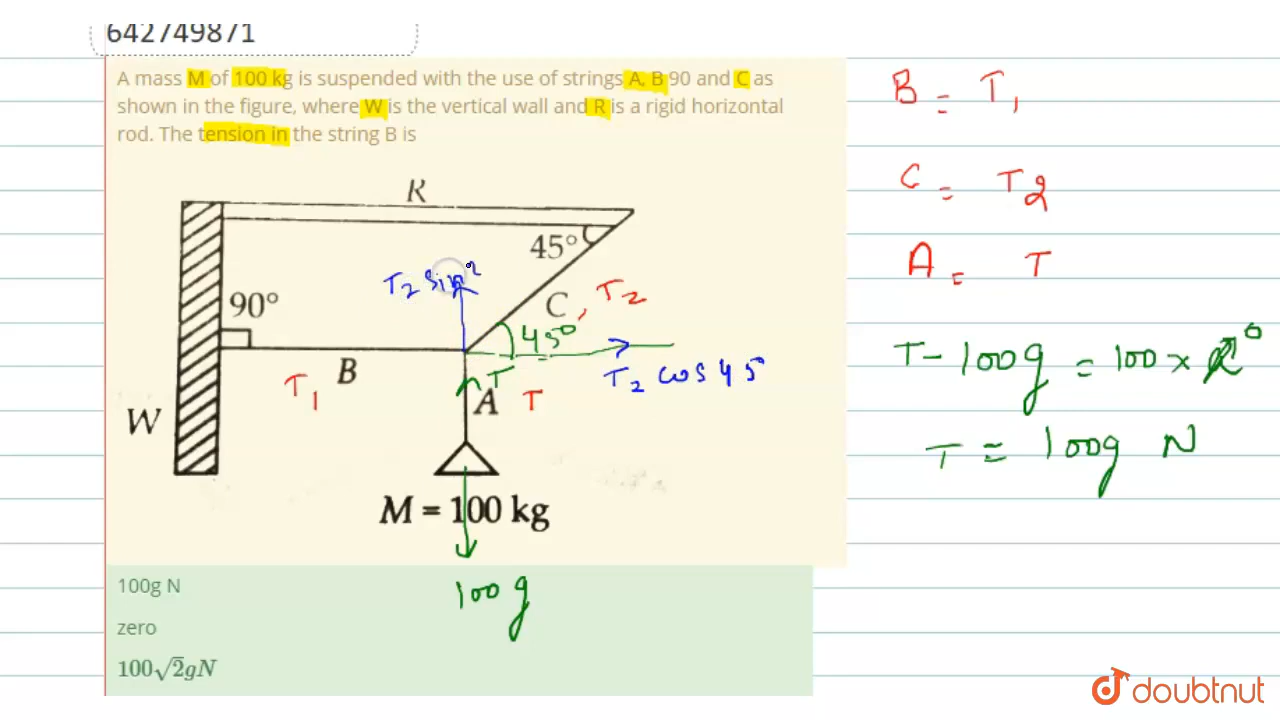 642749871
A mass M of 100 kg is suspended with the use of strings A, B 90 and C as
shown in the figure, where W is the vertical wall and R is a rigid horizontal
rod. The tension in the string B is
R
45°
90°
T2 sin
C, T2
45°
B
T1
T
A
T
T2 cos 45
W
M = 100 kg
100 g
100g N
zero
100√2gN
B = T1
C = T2
A = T
T - 100g = 100 × 0
T = 100g N
doubtnut